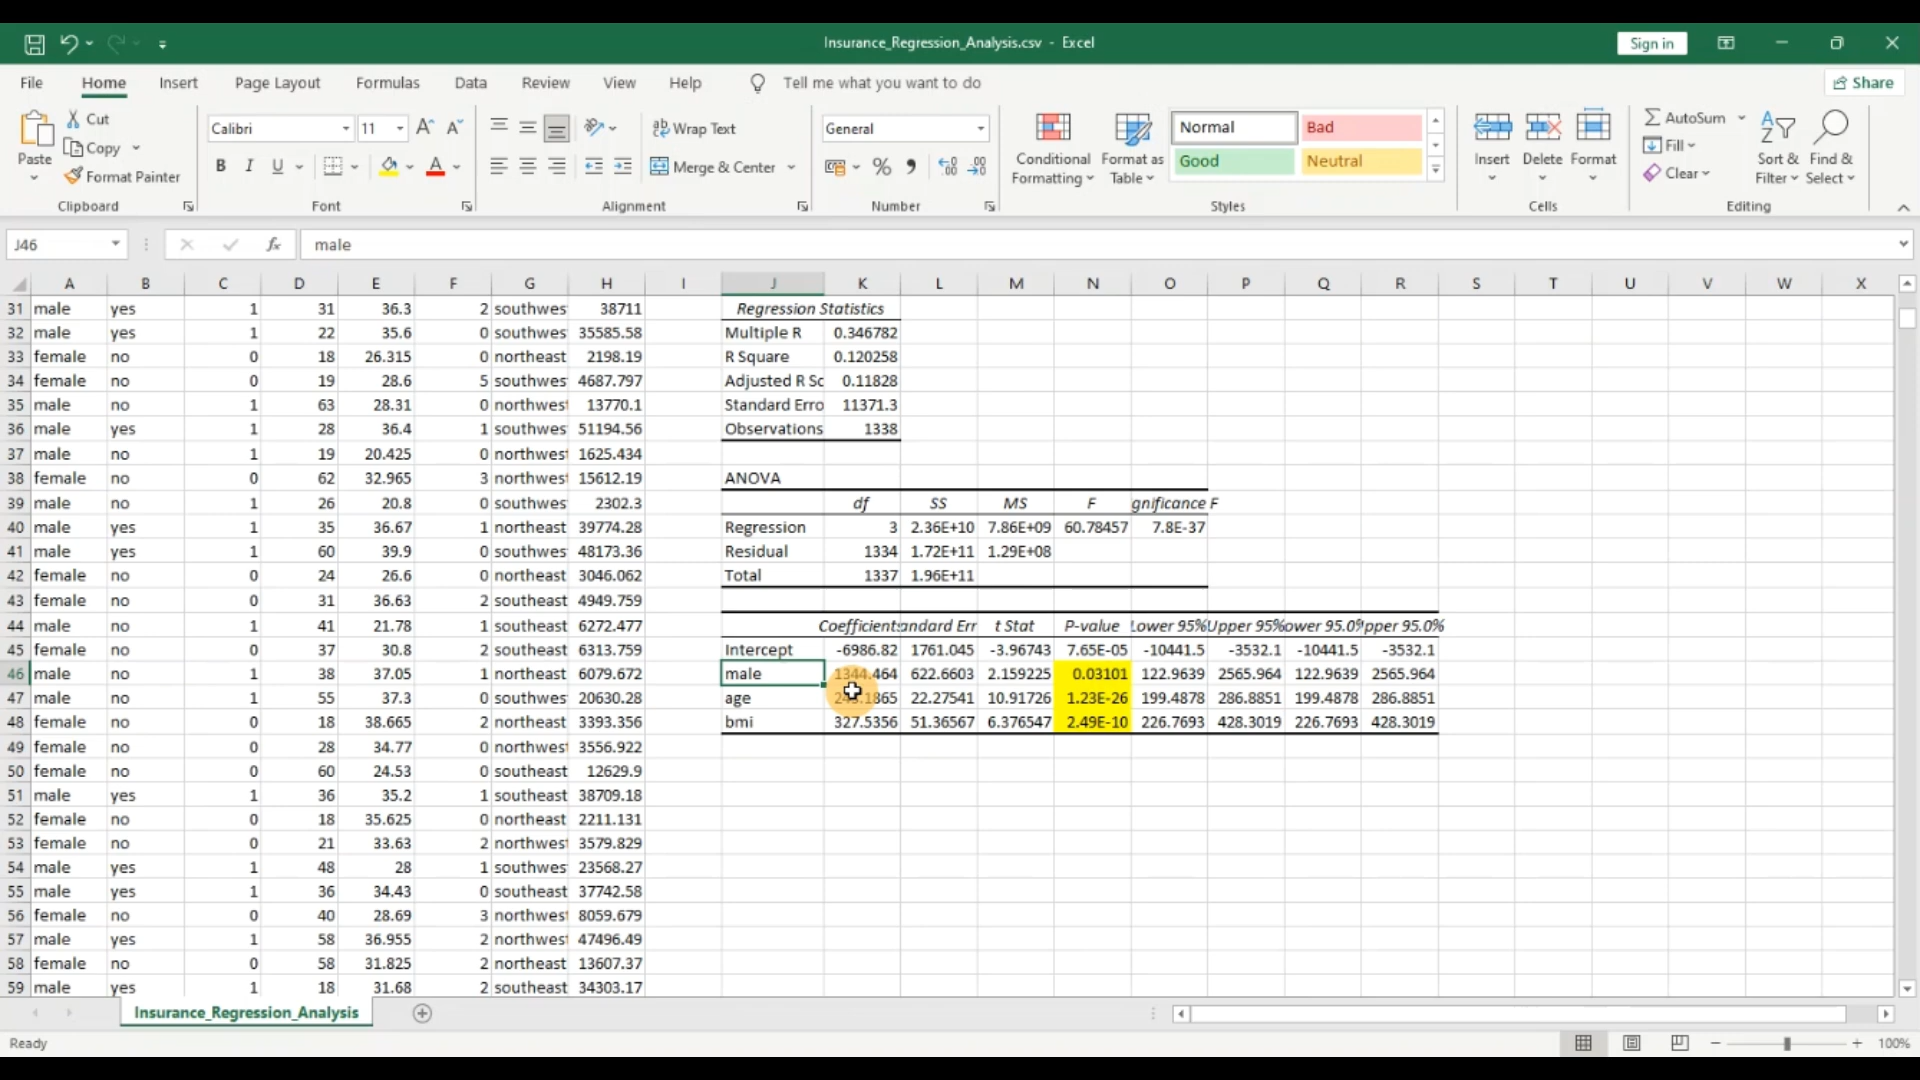 Insurance_Regression_Analysis.csv - Excel
Sign in
File Home Insert Page Layout Formulas Data Review View Help Tell me what you want to do
Share
Paste
Cut
Copy
Format Painter
Clipboard
Calibri 11
B I U A
Font
Wrap Text
Merge & Center
Alignment
General
%
Number
Conditional Formatting
Format as Table
Normal Bad
Good Neutral
Styles
Insert Delete Format
Cells
AutoSum
Fill
Clear
Sort & Filter
Find & Select
Editing
J46 fx male
A B C D E F G H I J K L M N O P Q R S T U V W X
31 male yes 1 31 36.3 2 southwes 38711 Regression Statistics
32 male yes 1 22 35.6 0 southwes 35585.58 Multiple R 0.346782
33 female no 0 18 26.315 0 northeast 2198.19 R Square 0.120258
34 female no 0 19 28.6 5 southwes 4687.797 Adjusted R Sc 0.11828
35 male no 1 63 28.31 0 northwest 13770.1 Standard Erro 11371.3
36 male yes 1 28 36.4 1 southwes 51194.56 Observations 1338
37 male no 1 19 20.425 0 northwest 1625.434
38 female no 0 62 32.965 3 northwest 15612.19 ANOVA
39 male no 1 26 20.8 0 southwes 2302.3 df SS MS F gnificance F
40 male yes 1 35 36.67 1 northeast 39774.28 Regression 3 2.36E+10 7.86E+09 60.78457 7.8E-37
41 male yes 1 60 39.9 0 southwes 48173.36 Residual 1334 1.72E+11 1.29E+08
42 female no 0 24 26.6 0 northeast 3046.062 Total 1337 1.96E+11
43 female no 0 31 36.63 2 southeast 4949.759
44 male no 1 41 21.78 1 southeast 6272.477 Coefficients andard Err t Stat P-value Lower 95% Upper 95% ower 95.0% pper 95.0%
45 female no 0 37 30.8 2 southeast 6313.759 Intercept -6986.82 1761.045 -3.96743 7.65E-05 -10441.5 -3532.1 -10441.5 -3532.1
46 male no 1 38 37.05 1 northeast 6079.672 male 1344.464 622.6603 2.159225 0.03101 122.9639 2565.964 122.9639 2565.964
47 male no 1 55 37.3 0 southwes 20630.28 age 243.1865 22.27541 10.91726 1.23E-26 199.4878 286.8851 199.4878 286.8851
48 female no 0 18 38.665 2 northeast 3393.356 bmi 327.5356 51.36567 6.376547 2.49E-10 226.7693 428.3019 226.7693 428.3019
49 female no 0 28 34.77 0 northwest 3556.922
50 female no 0 60 24.53 0 southeast 12629.9
51 male yes 1 36 35.2 1 southeast 38709.18
52 female no 0 18 35.625 0 northeast 2211.131
53 female no 0 21 33.63 2 northwest 3579.829
54 male yes 1 48 28 1 southwes 23568.27
55 male yes 1 36 34.43 0 southeast 37742.58
56 female no 0 40 28.69 3 northwest 8059.679
57 male yes 1 58 36.955 2 northwest 47496.49
58 female no 0 58 31.825 2 northeast 13607.37
59 male yes 1 18 31.68 2 southeast 34303.17
Insurance_Regression_Analysis
Ready 100%